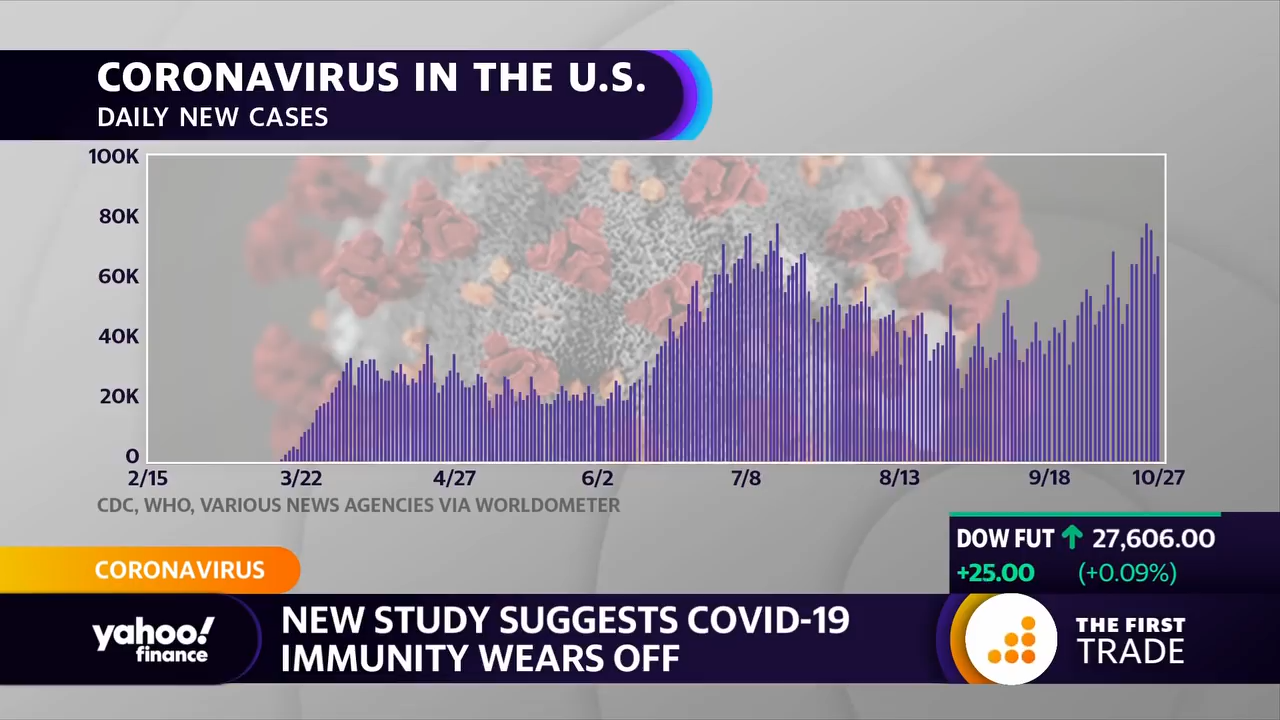 CORONAVIRUS IN THE U.S.
DAILY NEW CASES
100K
80K
60K
40K
20K
0
2/15 3/22 4/27 6/2 7/8 8/13 9/18 10/27
CDC, WHO, VARIOUS NEWS AGENCIES VIA WORLDOMETER
DOW FUT 27,606.00
+25.00 (+0.09%)
CORONAVIRUS
yahoo!
finance
NEW STUDY SUGGESTS COVID-19
IMMUNITY WEARS OFF
THE FIRST
TRADE